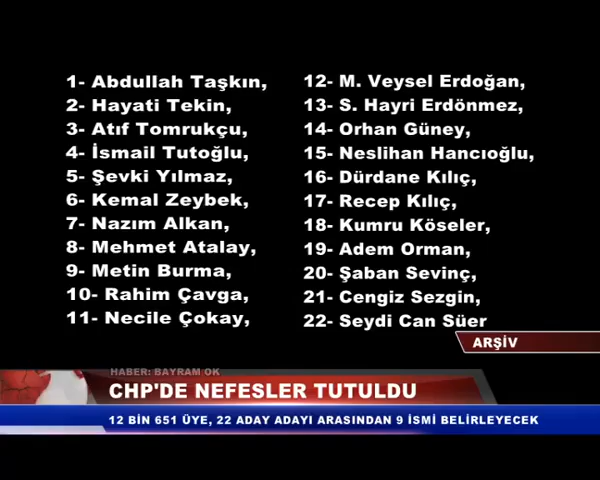 1- Abdullah Taşkın,
2- Hayati Tekin,
3- Atıf Tomrukçu,
4- İsmail Tutoğlu,
5- Şevki Yılmaz,
6- Kemal Zeybek,
7- Nazım Alkan,
8- Mehmet Atalay,
9- Metin Burma,
10- Rahim Çavga,
11- Necile Çokay,
12- M. Veysel Erdoğan,
13- S. Hayri Erdönmez,
14- Orhan Güney,
15- Neslihan Hancıoğlu,
16- Dürdane Kılıç,
17- Recep Kılıç,
18- Kumru Köseler,
19- Adem Orman,
20- Şaban Sevinç,
21- Cengiz Sezgin,
22- Seydi Can Süer
ARŞİV
HABER: BAYRAM OK
CHP'DE NEFESLER TUTULDU
12 BİN 651 ÜYE, 22 ADAY ADAYI ARASINDAN 9 İSMİ BELİRLEYECEK